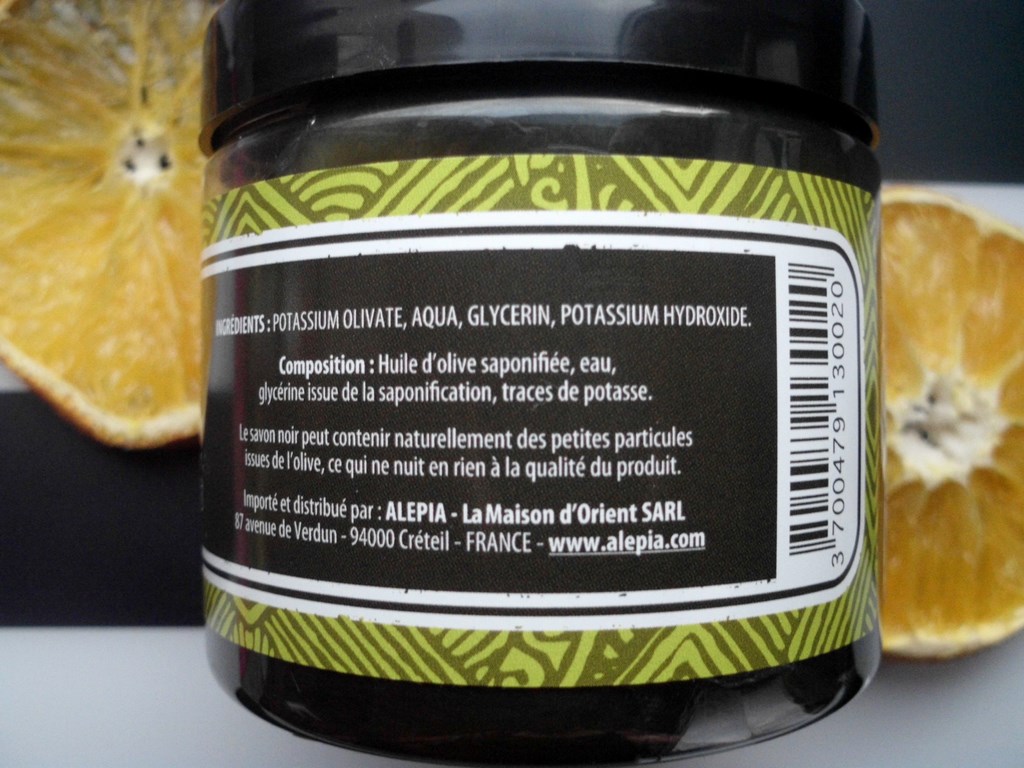 INGRÉDIENTS : POTASSIUM OLIVATE, AQUA, GLYCERIN, POTASSIUM HYDROXIDE.
Composition : Huile d'olive saponifiée, eau,
glycérine issue de la saponification, traces de potasse.
Le savon noir peut contenir naturellement des petites particules
issues de l'olive, ce qui ne nuit en rien à la qualité du produit.
Importé et distribué par : ALEPIA - La Maison d'Orient SARL
87 avenue de Verdun - 94000 Créteil - FRANCE - www.alepia.com
3 700479 130020